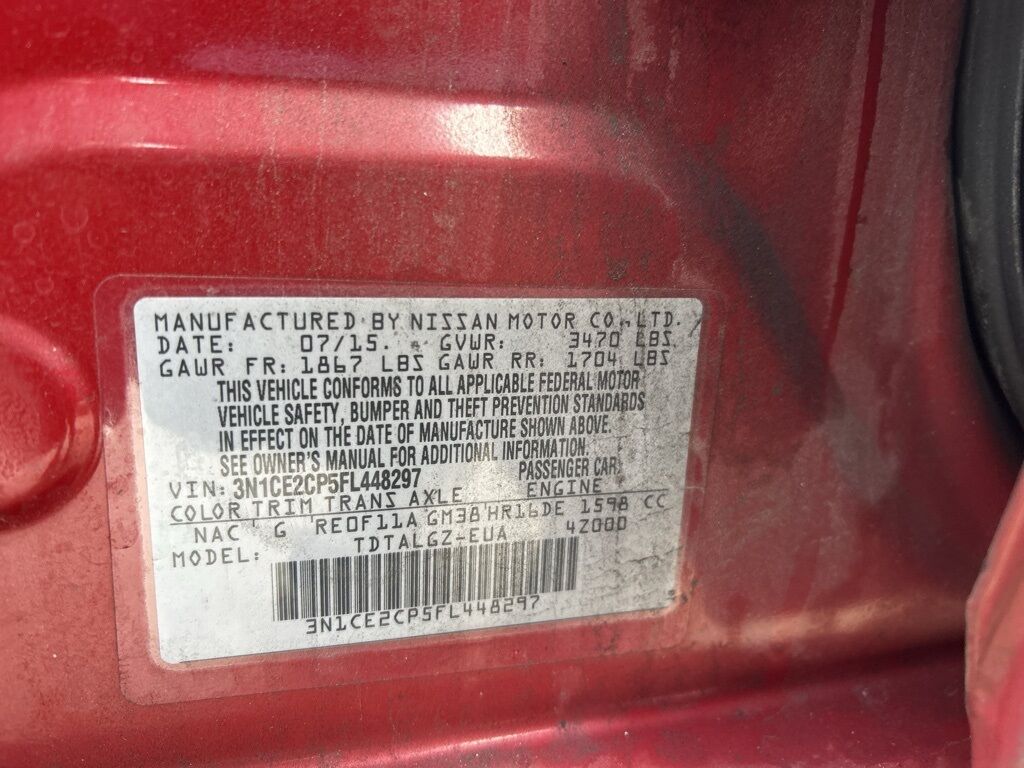 MANUFACTURED BY NISSAN MOTOR CO., LTD.
DATE: 07/15. GVWR: 3470 LBS
GAWR FR: 1867 LBS GAWR RR: 1704 LBS
THIS VEHICLE CONFORMS TO ALL APPLICABLE FEDERAL MOTOR
VEHICLE SAFETY, BUMPER AND THEFT PREVENTION STANDARDS
IN EFFECT ON THE DATE OF MANUFACTURE SHOWN ABOVE.
SEE OWNER'S MANUAL FOR ADDITIONAL INFORMATION.
VIN: 3N1CE2CP5FL448297 PASSENGER CAR
COLOR TRIM TRANS AXLE ENGINE
NAC G RE0F11A GM38 HR16DE 1598 CC
MODEL: TDTALGZ-EUA 4Z000
3N1CE2CP5FL448297